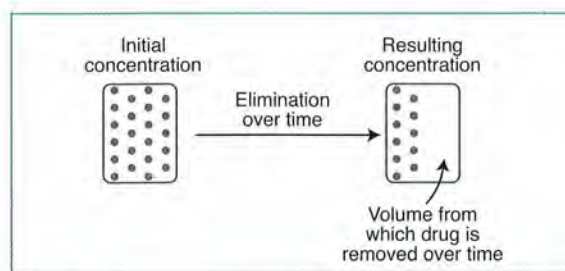 Initial
concentration
Elimination
over time
Resulting
concentration
Volume from
which drug is
removed over time